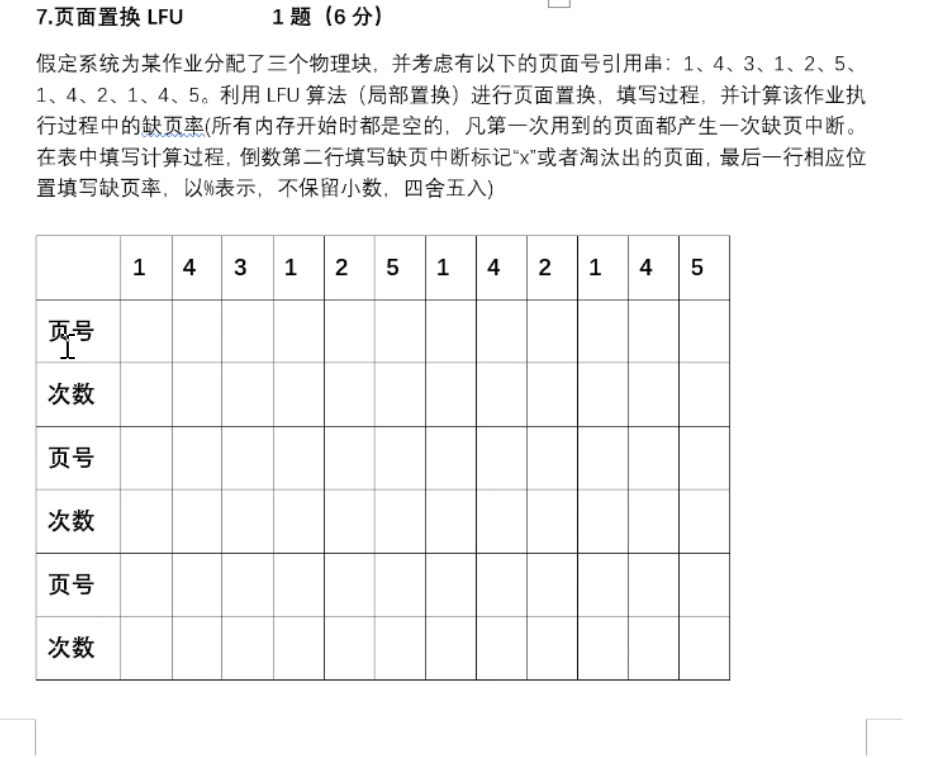 7.页面置换 LFU 1 题（6 分）
假定系统为某作业分配了三个物理块，并考虑有以下的页面号引用串：1、4、3、1、2、5、
1、4、2、1、4、5。利用 LFU 算法（局部置换）进行页面置换，填写过程，并计算该作业执
行过程中的缺页率(所有内存开始时都是空的，凡第一次用到的页面都产生一次缺页中断。
在表中填写计算过程, 倒数第二行填写缺页中断标记“x”或者淘汰出的页面, 最后一行相应位
置填写缺页率，以%表示，不保留小数，四舍五入)
1 4 3 1 2 5 1 4 2 1 4 5
页号
次数
页号
次数
页号
次数